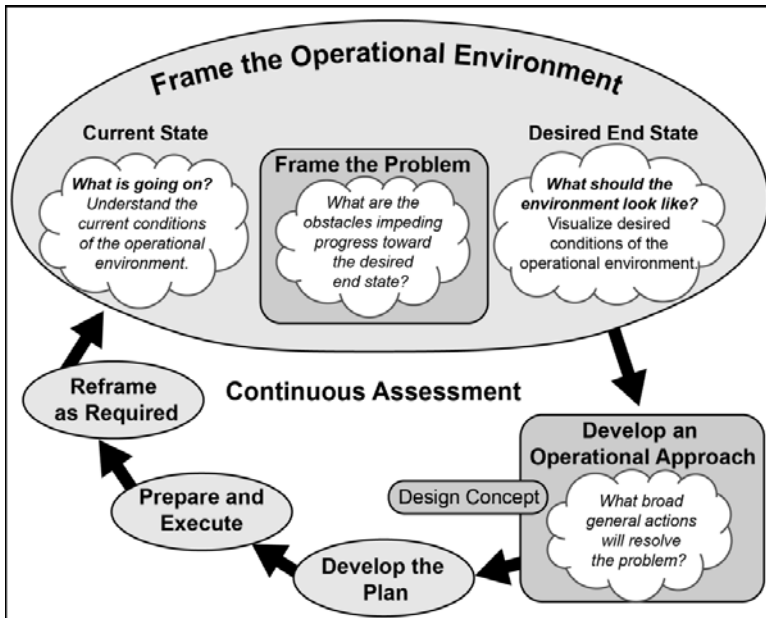 Frame the Operational Environment
Current State
What is going on?
Understand the
current conditions
of the operational
environment.
Frame the Problem
What are the
obstacles impeding
progress toward
the desired
end state?
Desired End State
What should the
environment look like?
Visualize desired
conditions of the
operational environment.
Reframe
as Required
Continuous Assessment
Develop an
Operational Approach
What broad
general actions
will resolve
the problem?
Design Concept
Prepare and
Execute
Develop the
Plan